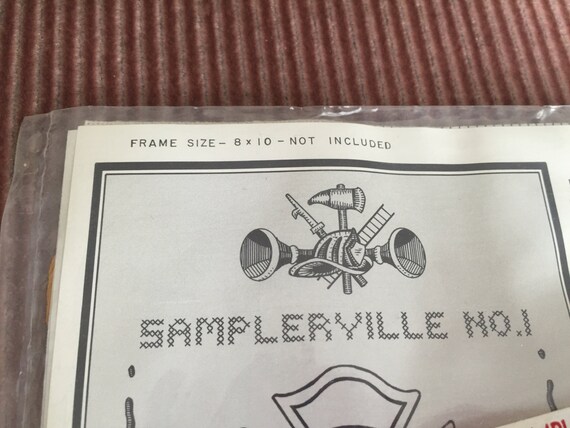 FRAME SIZE - 8 x 10 - NOT INCLUDED
SAMPLERVILLE NO.1